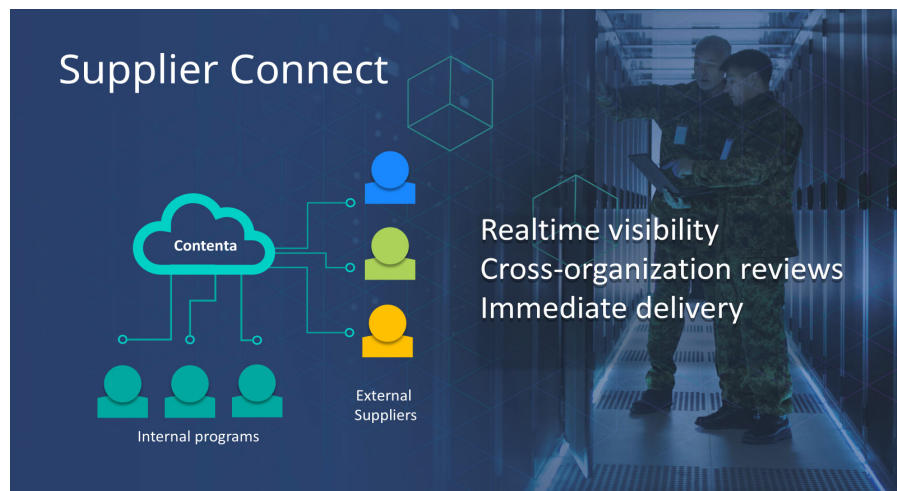 Supplier Connect
Contenta
Realtime visibility
Cross-organization reviews
Immediate delivery
External
Suppliers
Internal programs